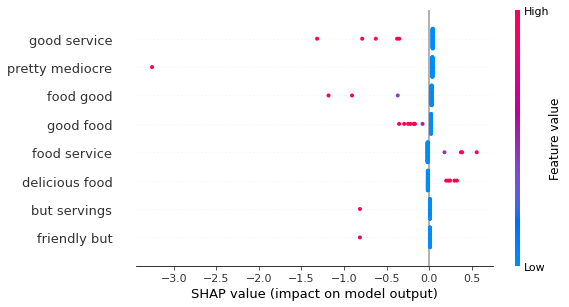 High
good service
pretty mediocre
food good
good food
food service
delicious food
but servings
friendly but
Feature value
Low
−3.0 −2.5 −2.0 −1.5 −1.0 −0.5 0.0 0.5
SHAP value (impact on model output)